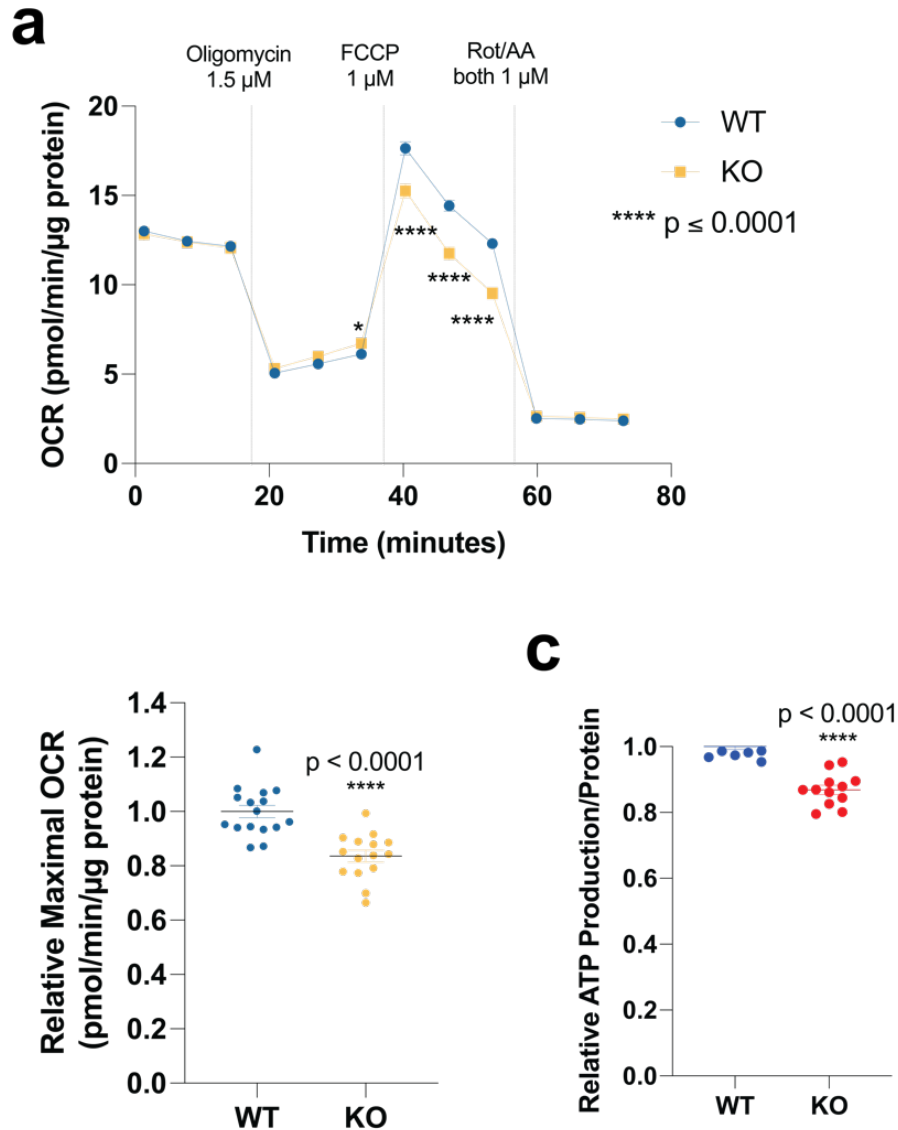 a
Oligomycin
1.5 µM
FCCP
1 µM
Rot/AA
both 1 µM
OCR (pmol/min/µg protein)
20
15
10
5
0
****
****
****
*
0 20 40 60 80
Time (minutes)
WT
KO
**** p ≤ 0.0001
Relative Maximal OCR
(pmol/min/µg protein)
1.4
1.2
1.0
0.8
0.6
0.4
0.2
0.0
p < 0.0001
****
WT KO
c
Relative ATP Production/Protein
1.0
0.8
0.6
0.4
0.2
0.0
p < 0.0001
****
WT KO